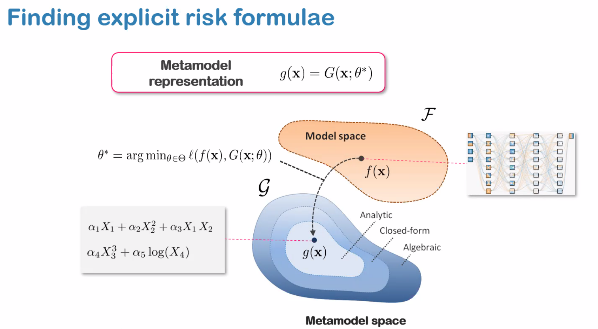 Finding explicit risk formulae
Metamodel
representation
g(x) = G(x; θ*)
ℱ
Model space
θ* = arg min_{θ∈Θ} ℓ(f(x), G(x; θ))
f(x)
𝒢
Analytic
Closed-form
Algebraic
α₁X₁ + α₂X₂² + α₃X₁X₂
α₄X₃³ + α₅ log(X₄)
g(x)
Metamodel space